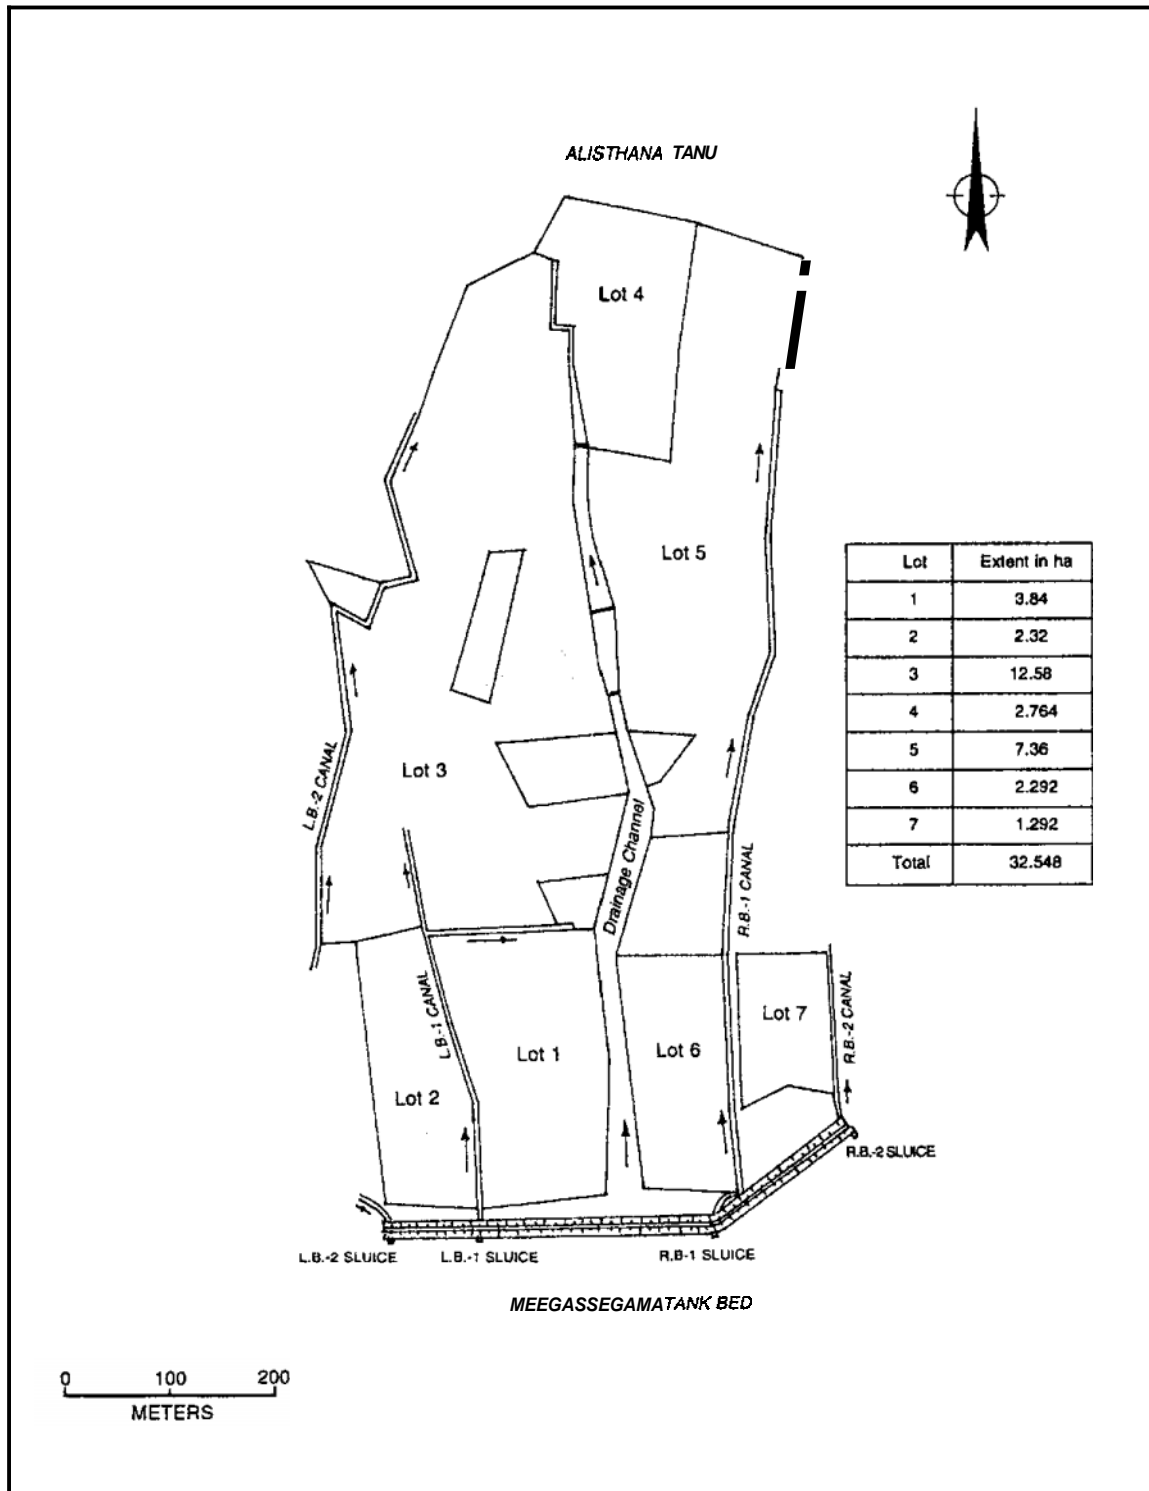 ALISTHANA TANU
Lot 4
Lot 5
Lot Extent in ha
1 3.84
2 2.32
3 12.58
4 2.764
5 7.36
6 2.292
7 1.292
Total 32.548
Lot 3
L.B.-2 CANAL
Drainage Channel
R.B.-1 CANAL
L.B.-1 CANAL
R.B.-2 CANAL
Lot 7
Lot 1
Lot 6
Lot 2
R.B.-2 SLUICE
L.B.-2 SLUICE
L.B.-1 SLUICE
R.B-1 SLUICE
MEEGASSEGAMATANK BED
0 100 200
METERS